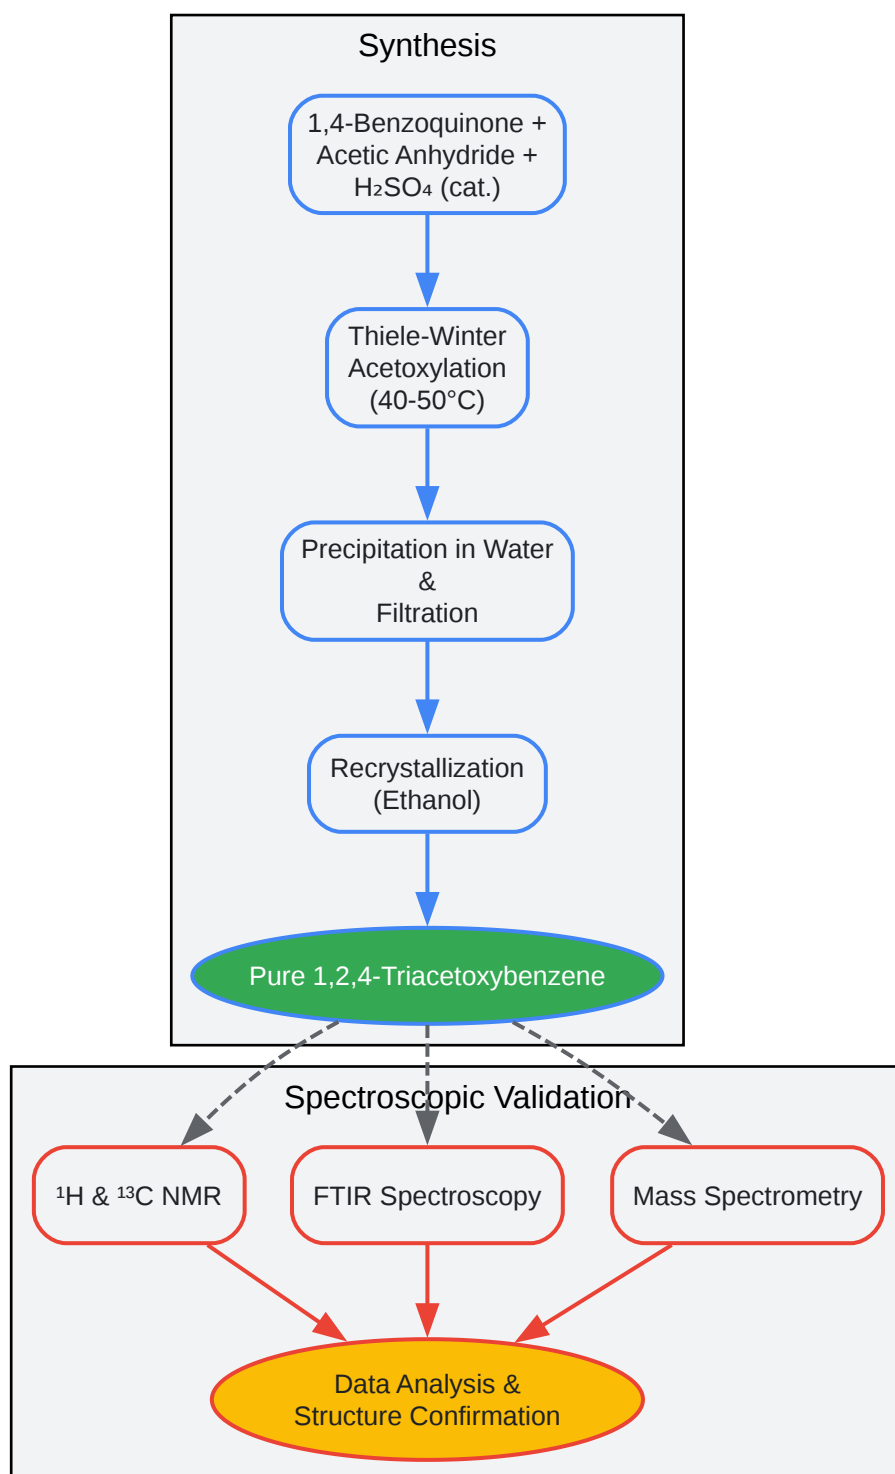 Synthesis
1,4-Benzoquinone +
Acetic Anhydride +
H₂SO₄ (cat.)
Thiele-Winter
Acetoxylation
(40-50°C)
Precipitation in Water
&
Filtration
Recrystallization
(Ethanol)
Pure 1,2,4-Triacetoxybenzene
Spectroscopic Validation
¹H & ¹³C NMR
FTIR Spectroscopy
Mass Spectrometry
Data Analysis &
Structure Confirmation